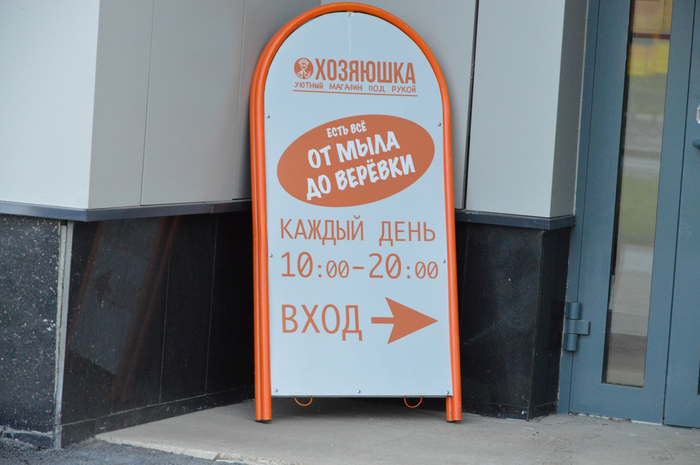 ХОЗЯЮШКА
УЮТНЫЙ МАГАЗИН ПОД РУКОЙ
ЕСТЬ ВСЁ
ОТ МЫЛА
ДО ВЕРЁВКИ
КАЖДЫЙ ДЕНЬ
10:00-20:00
ВХОД